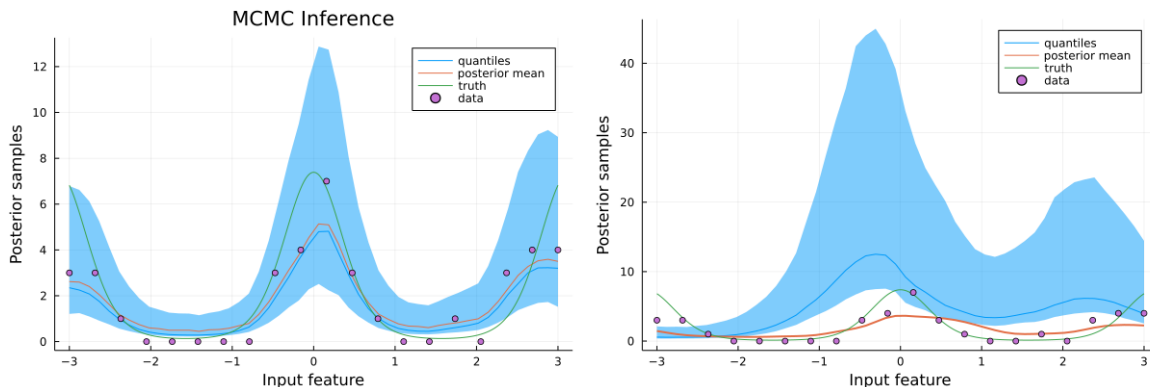 MCMC Inference
quantiles
posterior mean
truth
data
12
10
8
6
4
2
0
Posterior samples
−3
−2
−1
0
1
2
3
Input feature
quantiles
posterior mean
truth
data
40
30
20
10
0
Posterior samples
−3
−2
−1
0
1
2
3
Input feature